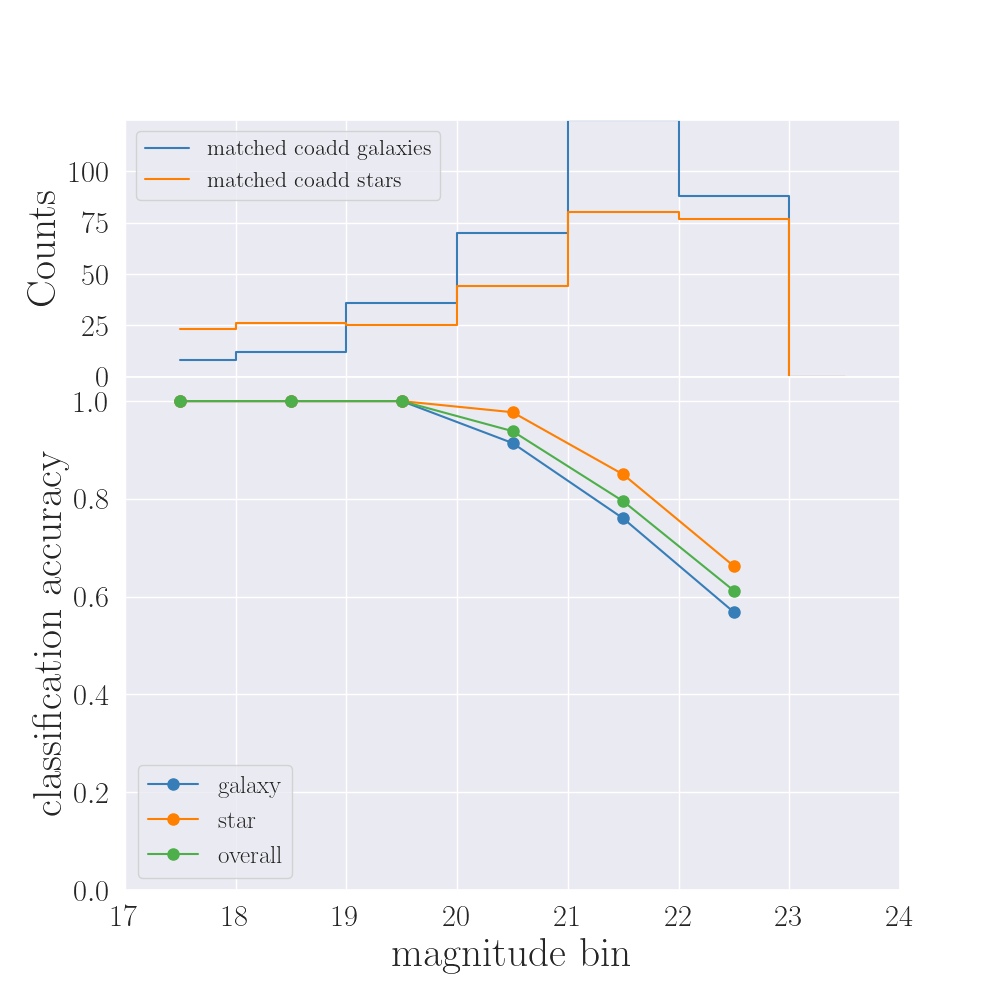 matched coadd galaxies
matched coadd stars
Counts
100
75
50
25
0
classification accuracy
1.0
0.8
0.6
0.4
0.2
0.0
galaxy
star
overall
17 18 19 20 21 22 23 24
magnitude bin